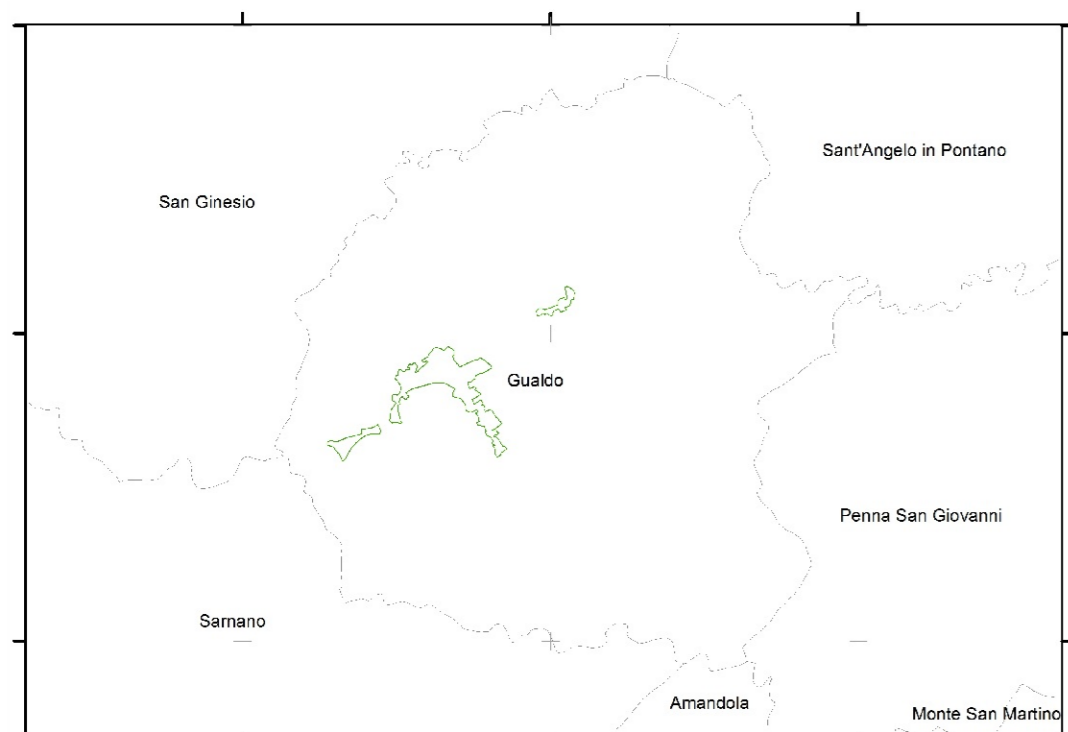 Sant'Angelo in Pontano
San Ginesio
Gualdo
Penna San Giovanni
Sarnano
Amandola
Monte San Martino